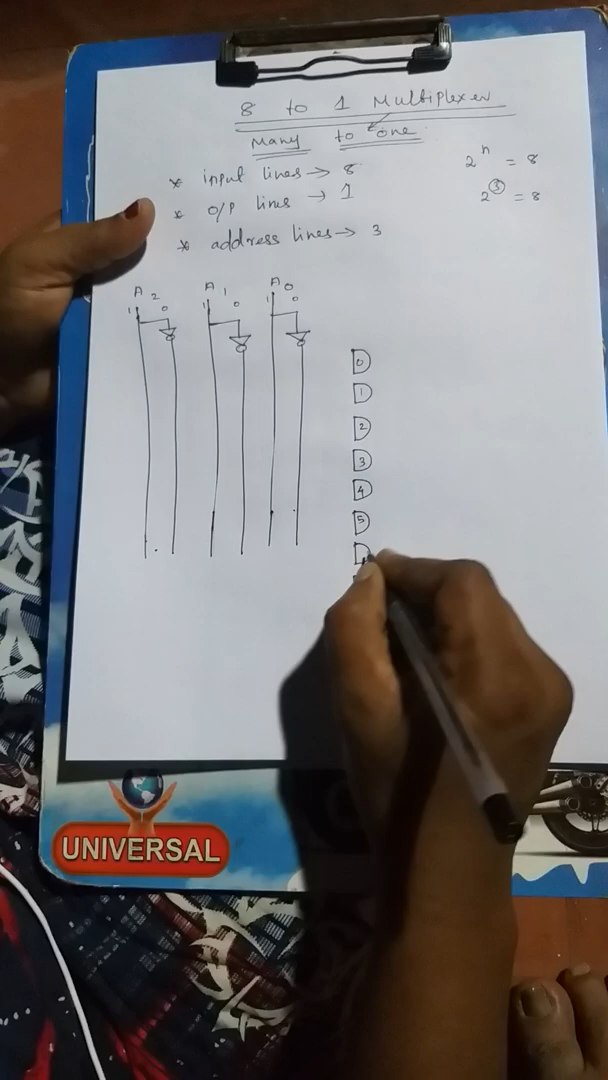 8 to 1 Multiplexer
Many to one
* input lines → 8
* O/P lines → 1
* address lines → 3
2^n = 8
2^③ = 8
A2 A1 A0
1 0 1 0 1 0
0
1
2
3
4
5
UNIVERSAL